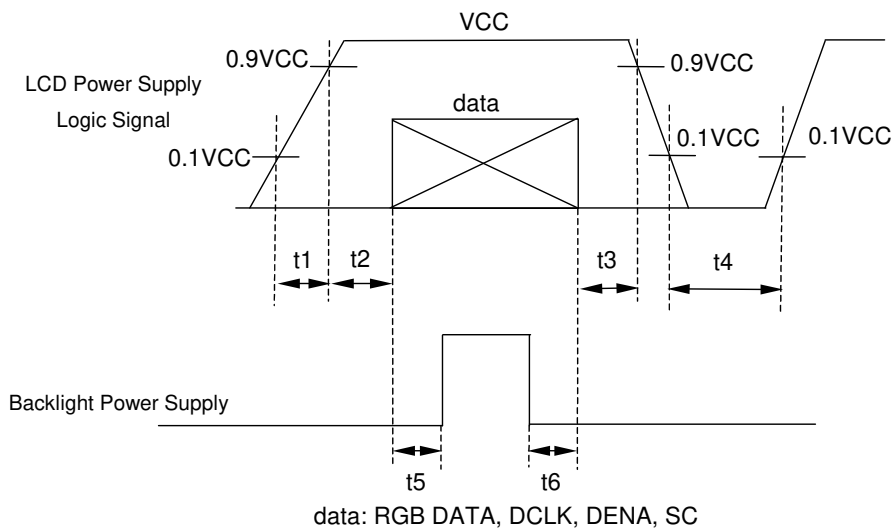 VCC
0.9VCC
0.9VCC
LCD Power Supply
Logic Signal
data
0.1VCC
0.1VCC
0.1VCC
t1
t2
t3
t4
Backlight Power Supply
t5
t6
data: RGB DATA, DCLK, DENA, SC